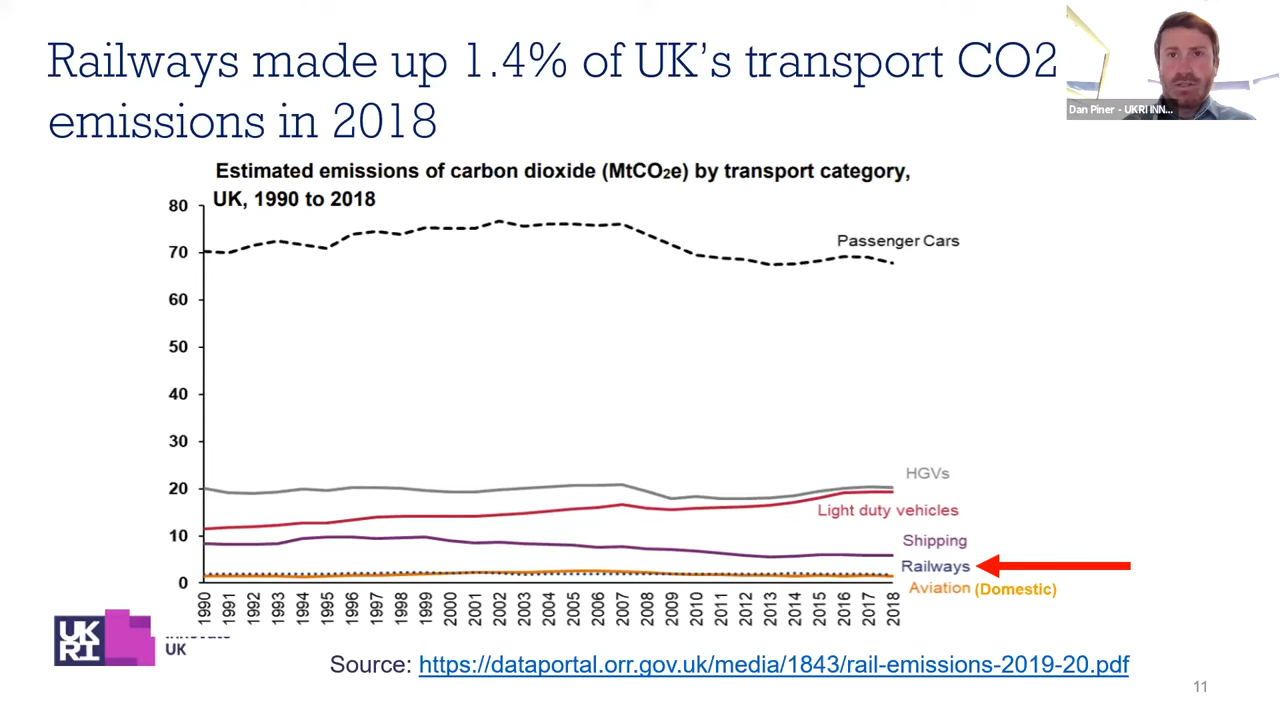 Railways made up 1.4% of UK's transport CO2
emissions in 2018
Dan Piner - UKRI INN...
Estimated emissions of carbon dioxide (MtCO₂e) by transport category,
UK, 1990 to 2018
80
70
60
50
40
30
20
10
0
Passenger Cars
HGVs
Light duty vehicles
Shipping
Railways
Aviation (Domestic)
1990 1991 1992 1993 1994 1995 1996 1997 1998 1999 2000 2001 2002 2003 2004 2005 2006 2007 2008 2009 2010 2011 2012 2013 2014 2015 2016 2017 2018
UK
RI
UK
Source: https://dataportal.orr.gov.uk/media/1843/rail-emissions-2019-20.pdf
11